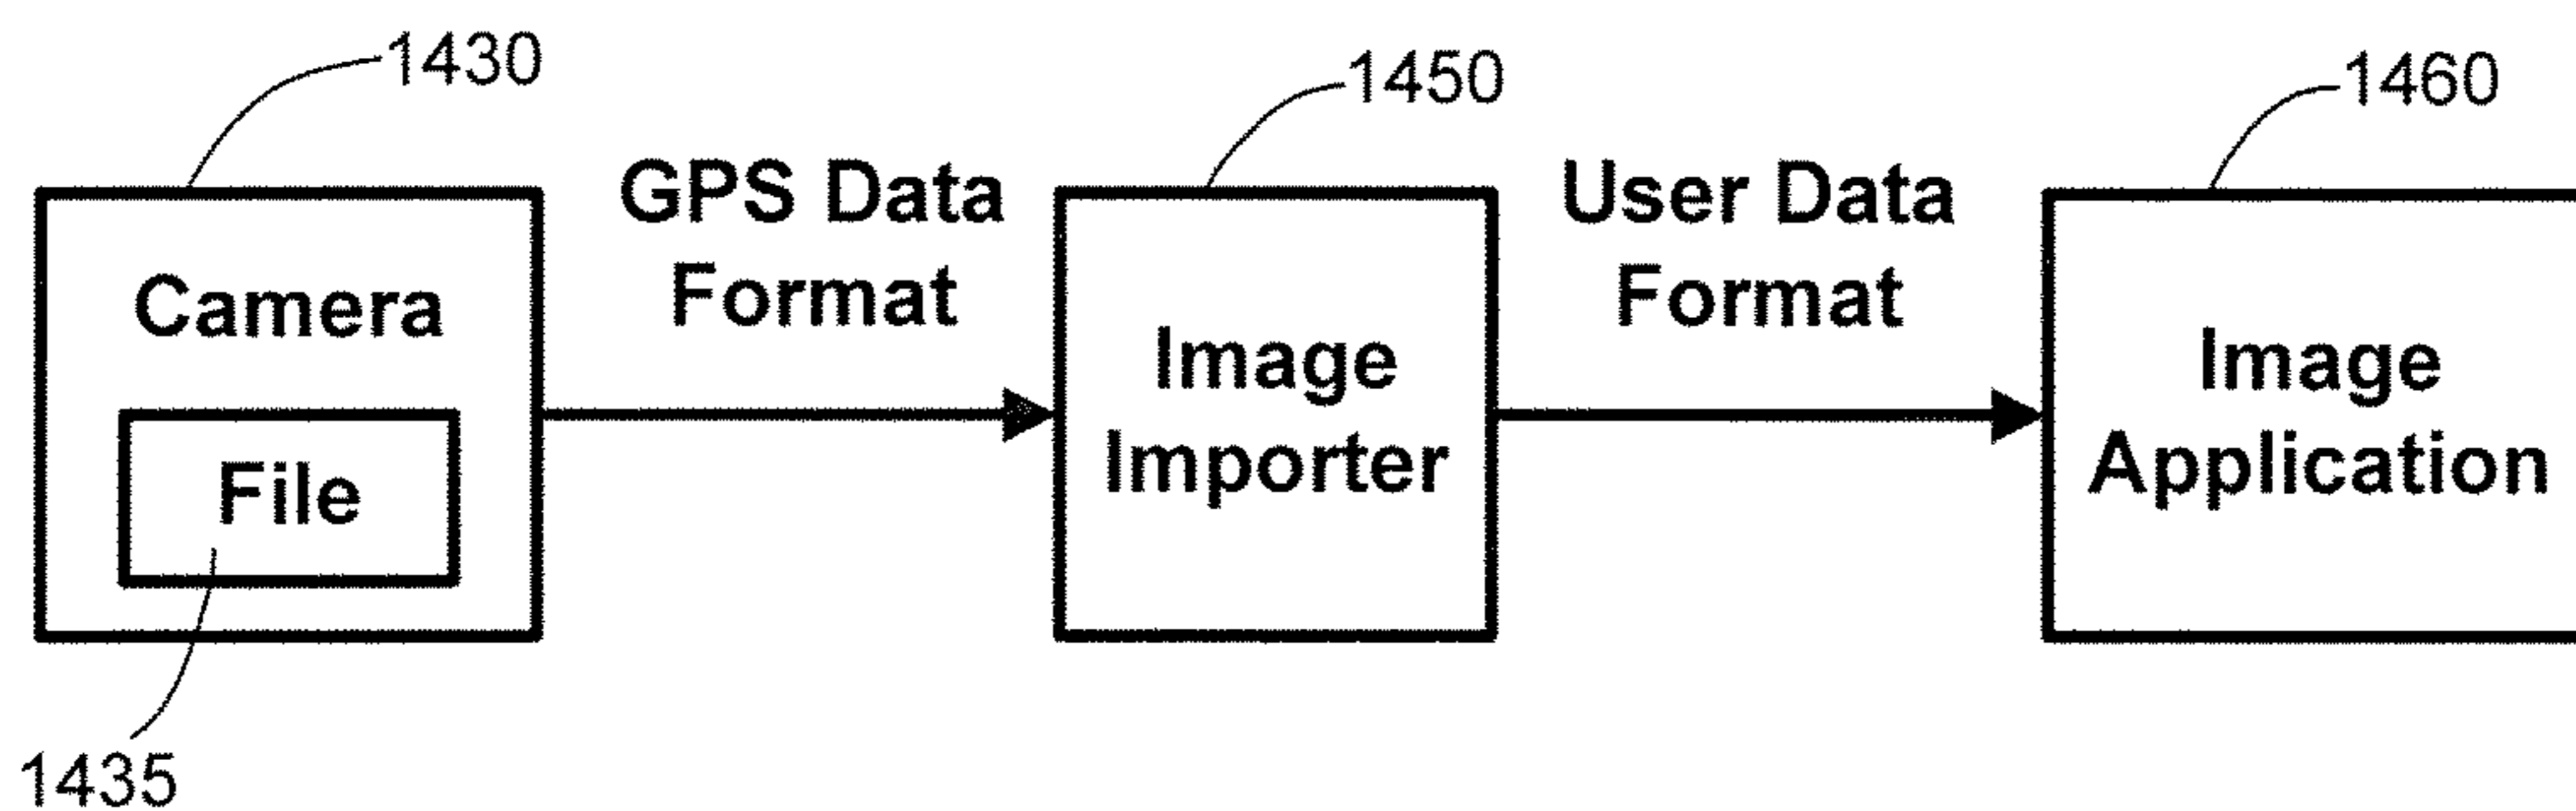 1430
1450
1460
GPS Data
Format
User Data
Format
Camera
File
Image
Importer
Image
Application
1435